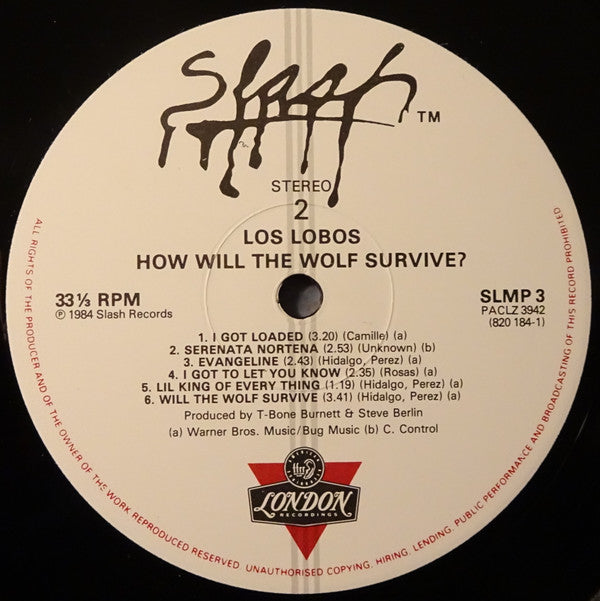 Slash
TM
STEREO
2
LOS LOBOS
HOW WILL THE WOLF SURVIVE?
33⅓ RPM
℗ 1984 Slash Records
SLMP 3
PACLZ 3942
(820 184-1)
1. I GOT LOADED (3.20) (Camille) (a)
2. SERENATA NORTENA (2.53) (Unknown) (b)
3. EVANGELINE (2.43) (Hidalgo, Perez) (a)
4. I GOT TO LET YOU KNOW (2.35) (Rosas) (a)
5. LIL KING OF EVERY THING (1.19) (Hidalgo, Perez) (a)
6. WILL THE WOLF SURVIVE (3.41) (Hidalgo, Perez) (a)
Produced by T-Bone Burnett & Steve Berlin
(a) Warner Bros. Music/Bug Music (b) C. Control
LONDON
RECORDINGS
ALL RIGHTS OF THE PRODUCER AND OF THE OWNER OF THE WORK REPRODUCED RESERVED. UNAUTHORISED COPYING, HIRING, LENDING, PUBLIC PERFORMANCE AND BROADCASTING OF THIS RECORD PROHIBITED